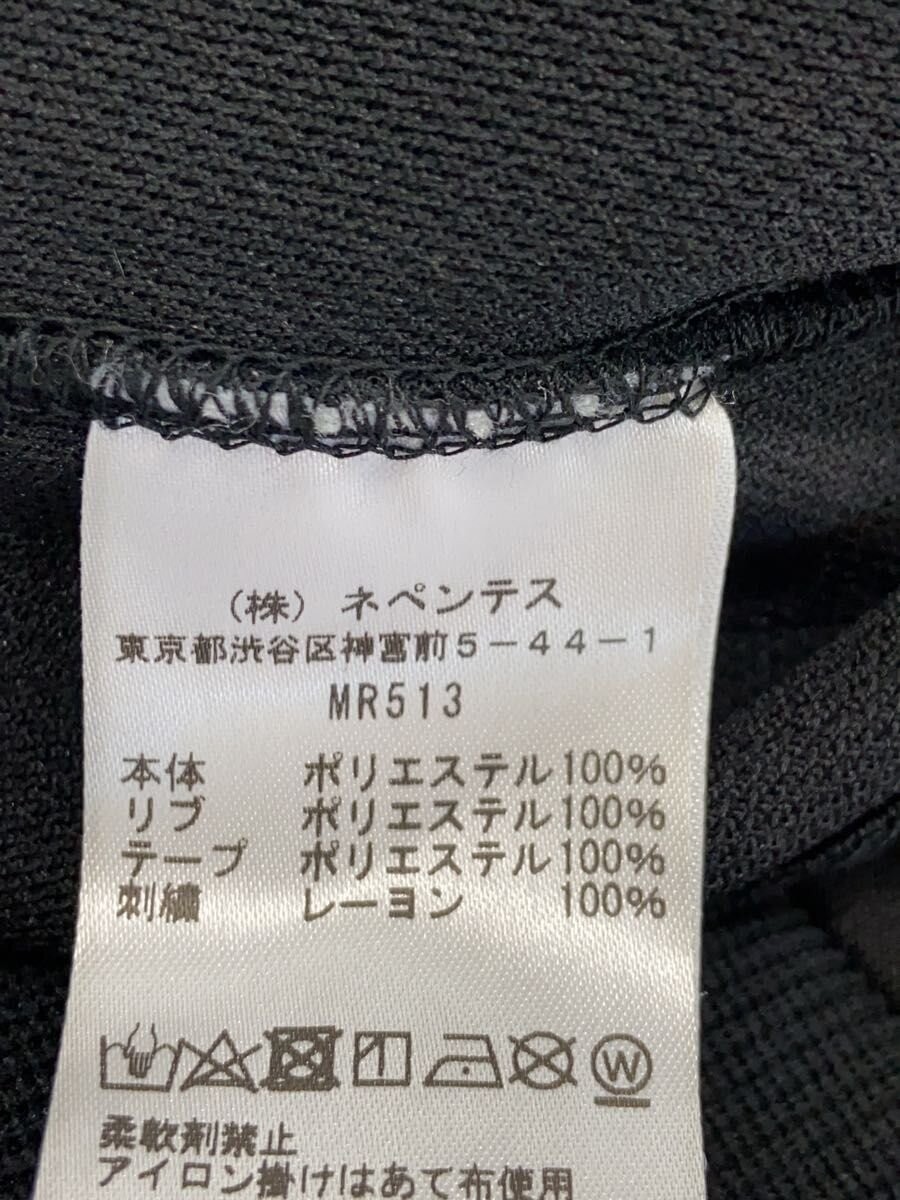 (株) ネペンテス
東京都渋谷区神宮前5-44-1
MR513
本体 ポリエステル100%
リブ ポリエステル100%
テープ ポリエステル100%
刺繍 レーヨン 100%
W
柔軟剤禁止
アイロン掛けはあて布使用